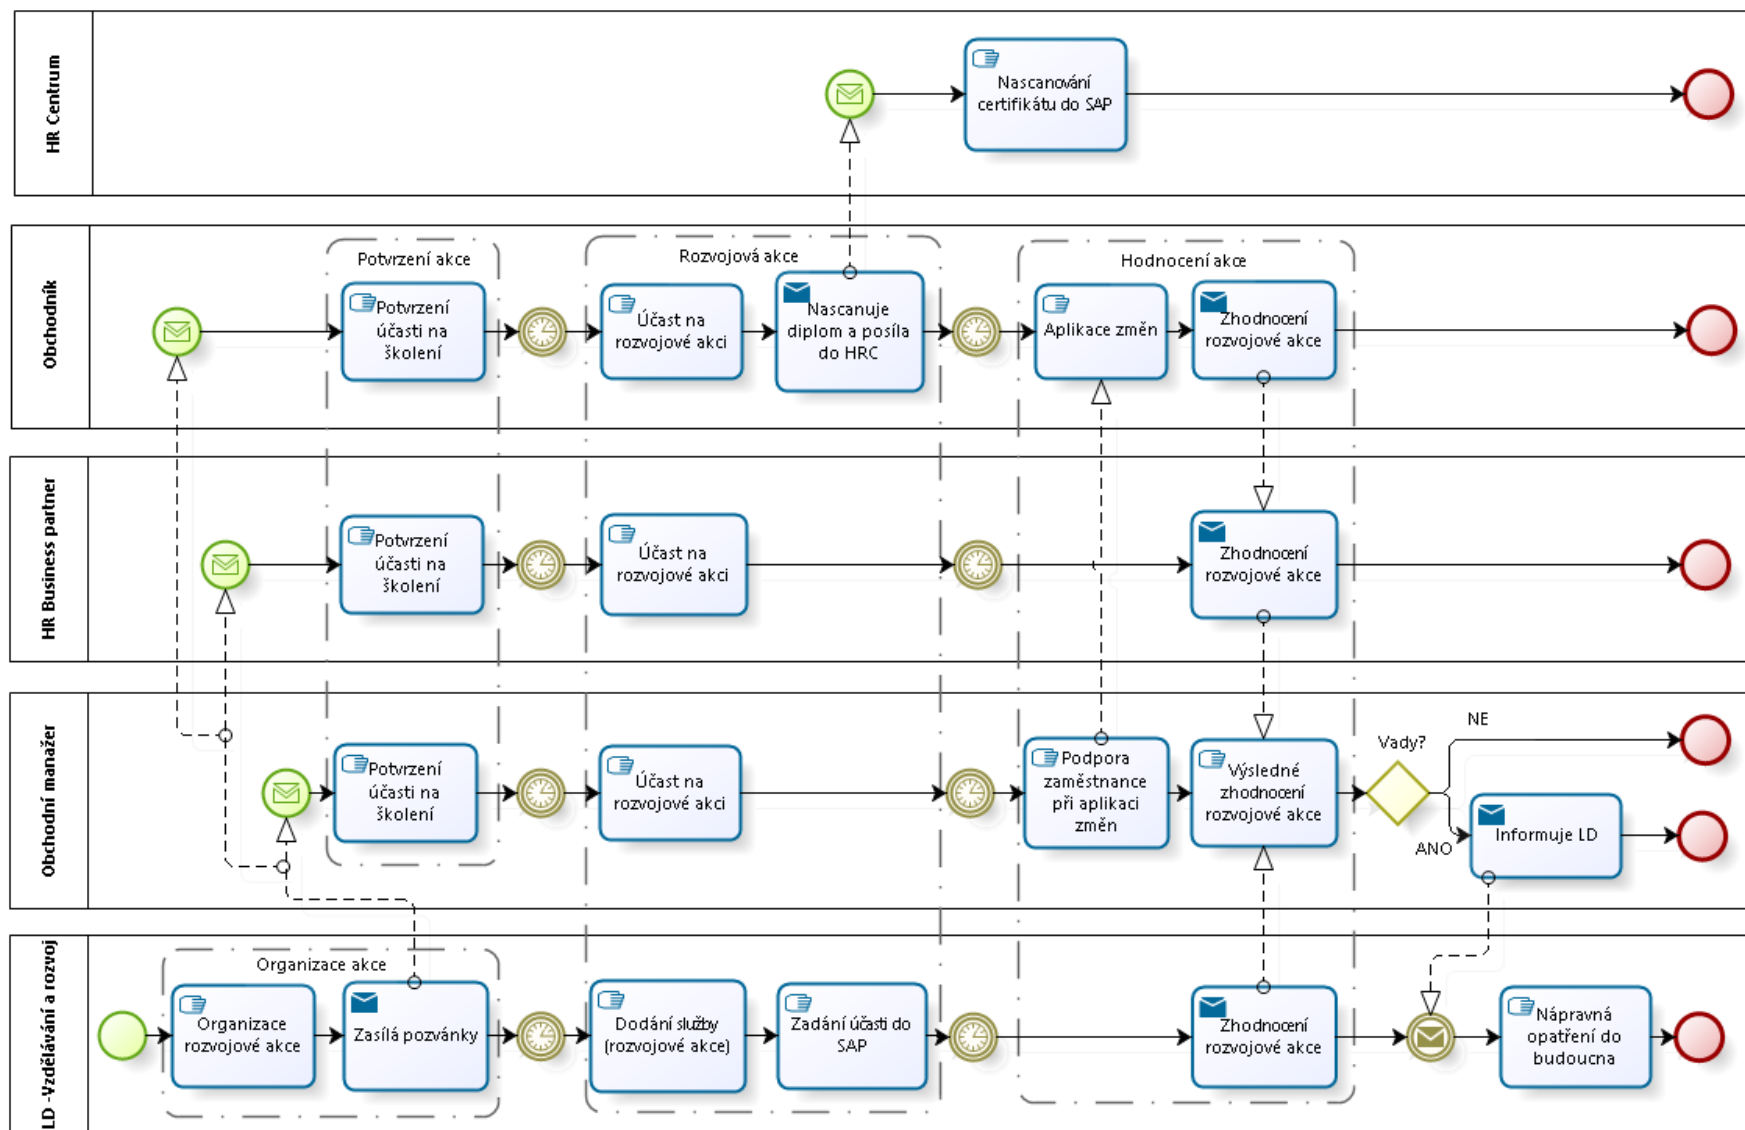 HR Centrum
Nascanování
certifikátu do SAP
Obchodník
Potvrzení akce
Rozvojová akce
Hodnocení akce
Potvrzení
účasti na
školení
Účast na
rozvojové akci
Nascanuje
diplom a posíla
do HRC
Aplikace změn
Zhodnocení
rozvojové akce
HR Business partner
Potvrzení
účasti na
školení
Účast na
rozvojové akci
Zhodnocení
rozvojové akce
Obchodní manažer
Potvrzení
účasti na
školení
Účast na
rozvojové akci
Podpora
zaměstnance
při aplikaci
změn
Výsledné
zhodnocení
rozvojové akce
Vady?
NE
ANO
Informuje LD
LD -Vzdělávání a rozvoj
Organizace akce
Organizace
rozvojové akce
Zasílá pozvánky
Dodání služby
(rozvojové akce)
Zadání účasti do
SAP
Zhodnocení
rozvojové akce
Nápravná
opatření do
budoucna